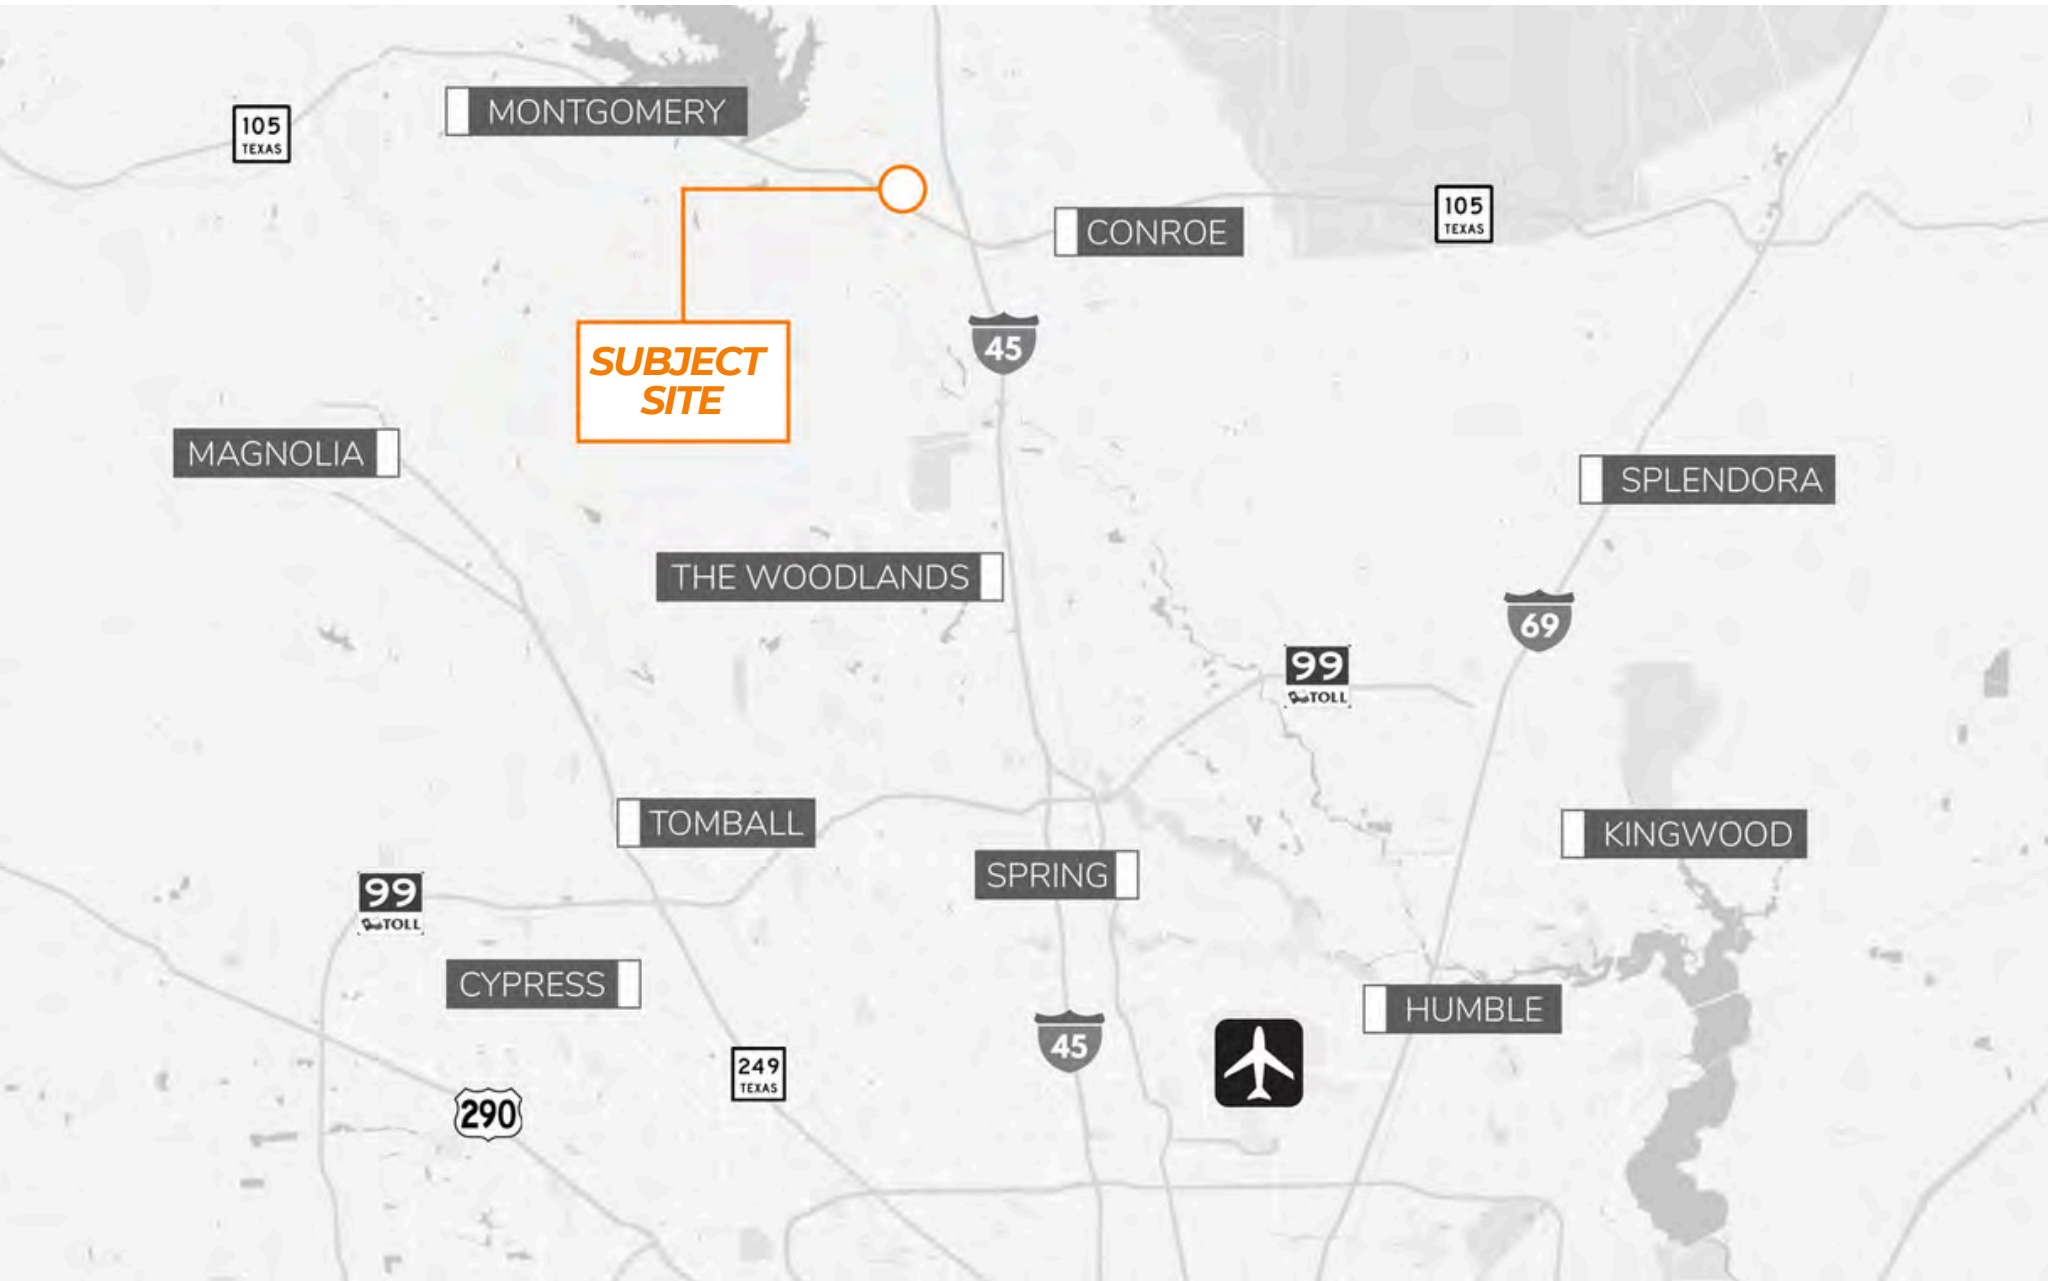 MONTGOMERY
105
TEXAS
105
TEXAS
CONROE
45
SUBJECT
SITE
MAGNOLIA
SPLENDORA
THE WOODLANDS
69
99
TOLL
TOMBALL
KINGWOOD
SPRING
99
TOLL
CYPRESS
HUMBLE
45
249
TEXAS
290